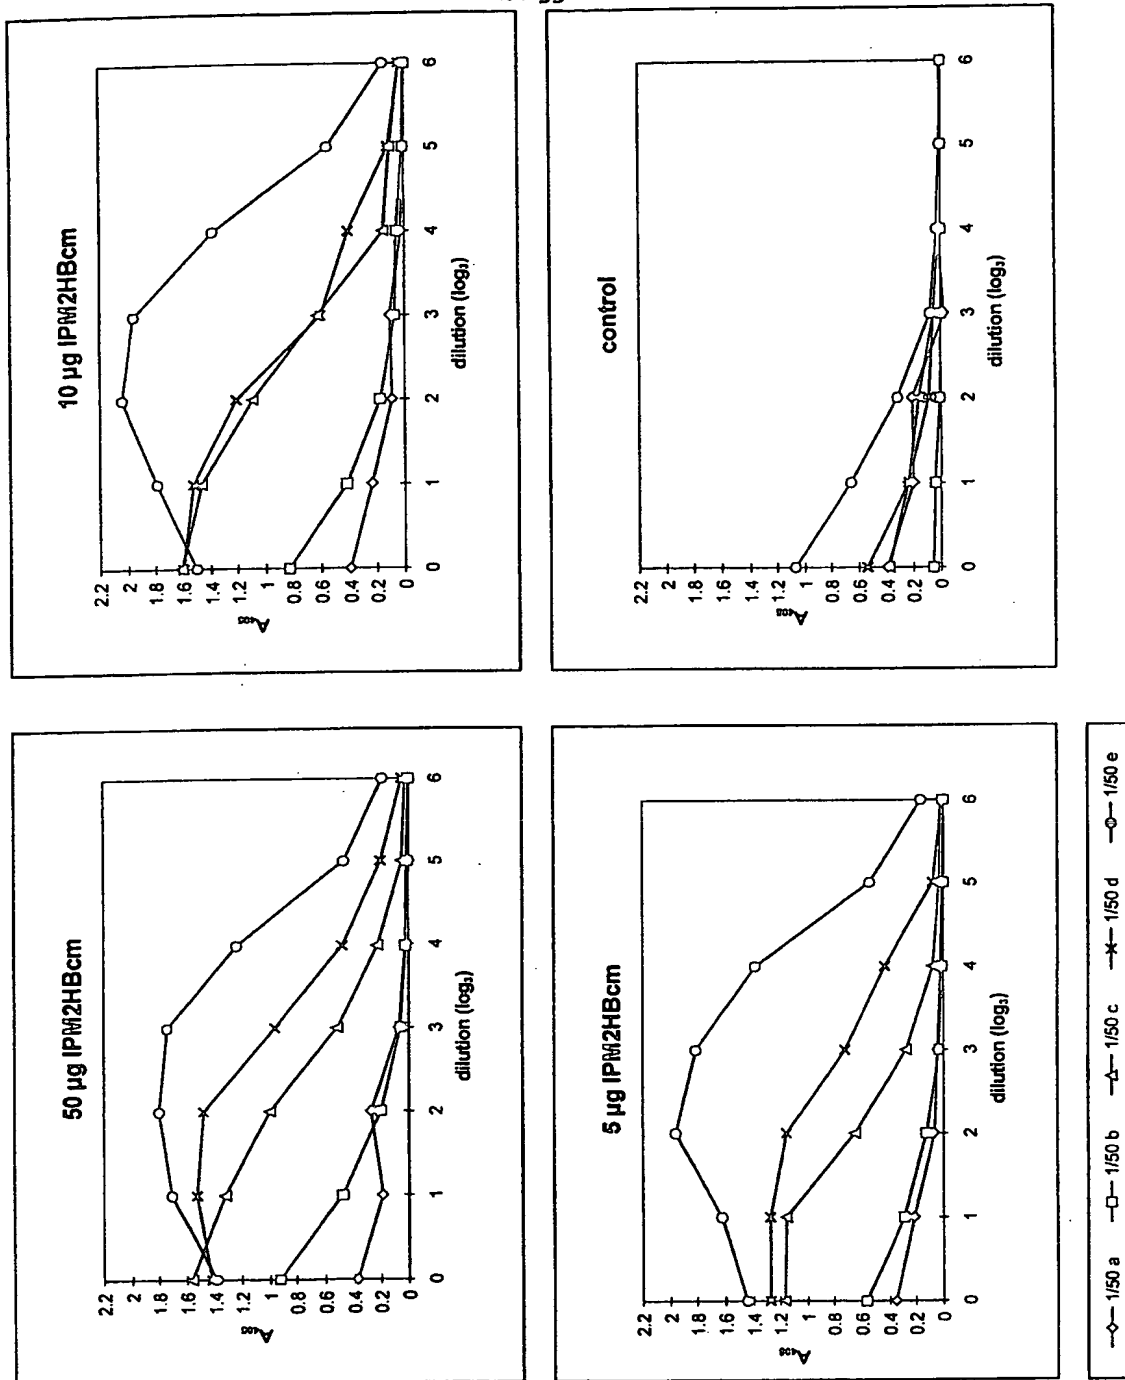 50 µg IPM2HBcm
2.2
2
1.8
1.6
1.4
1.2
1
0.8
0.6
0.4
0.2
0
A₄₀₅
0 1 2 3 4 5 6
dilution (log₃)
10 µg IPM2HBcm
2.2
2
1.8
1.6
1.4
1.2
1
0.8
0.6
0.4
0.2
0
A₄₀₅
0 1 2 3 4 5 6
dilution (log₃)
5 µg IPM2HBcm
2.2
2
1.8
1.6
1.4
1.2
1
0.8
0.6
0.4
0.2
0
A₄₀₅
0 1 2 3 4 5 6
dilution (log₃)
control
2.2
2
1.8
1.6
1.4
1.2
1
0.8
0.6
0.4
0.2
0
A₄₀₅
0 1 2 3 4 5 6
dilution (log₃)
1/50 a 1/50 b 1/50 c 1/50 d 1/50 e